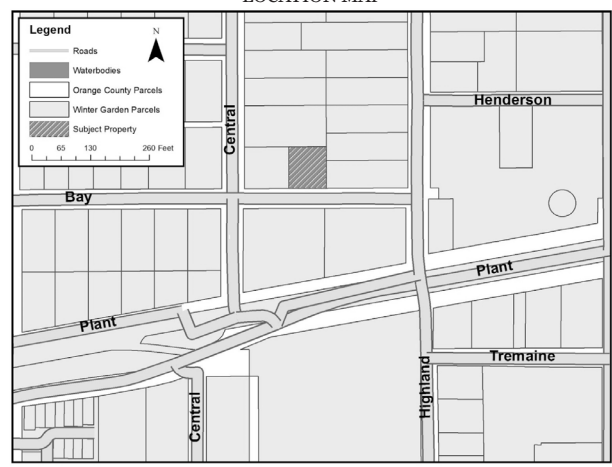 LOCATION MAP
Legend
N
Roads
Waterbodies
Orange County Parcels
Winter Garden Parcels
Subject Property
0 65 130 260 Feet
Central
Henderson
Bay
Plant
Plant
Tremaine
Highland
Central